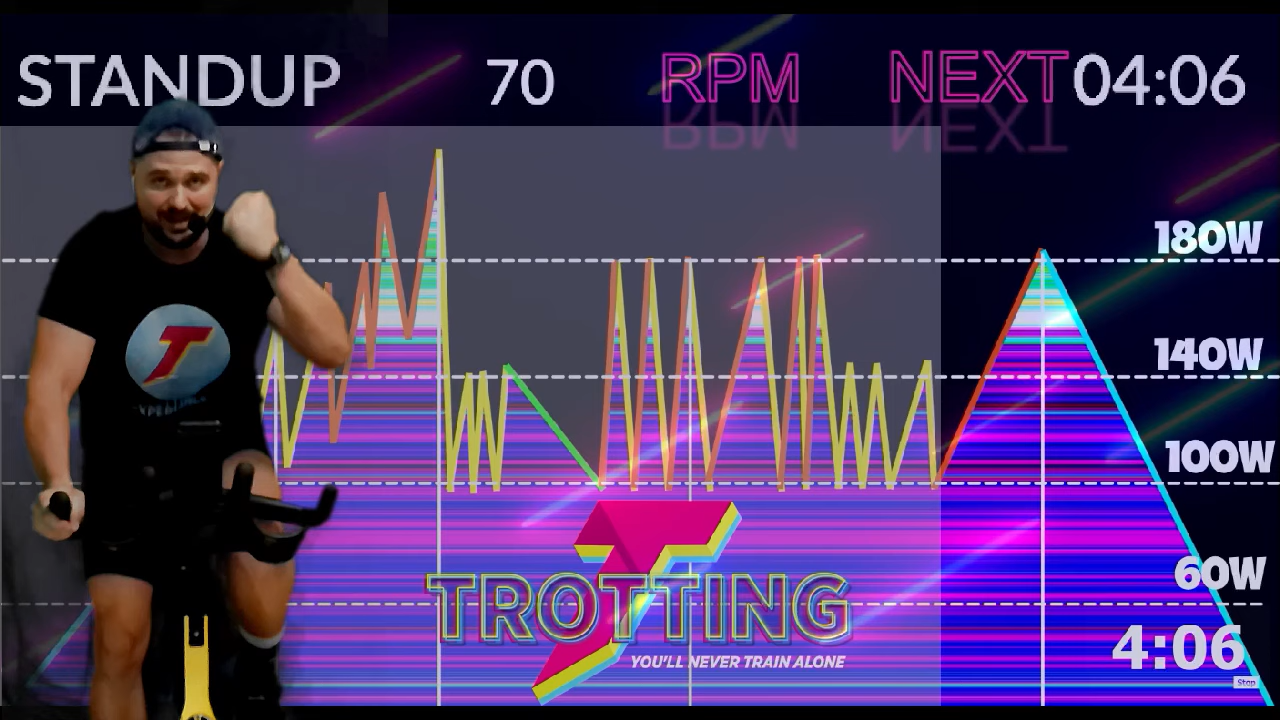 STANDUP 70 RPM NEXT 04:06
180W
140W
100W
60W
T
T
TROTTING
YOU'LL NEVER TRAIN ALONE
4:06
Stop